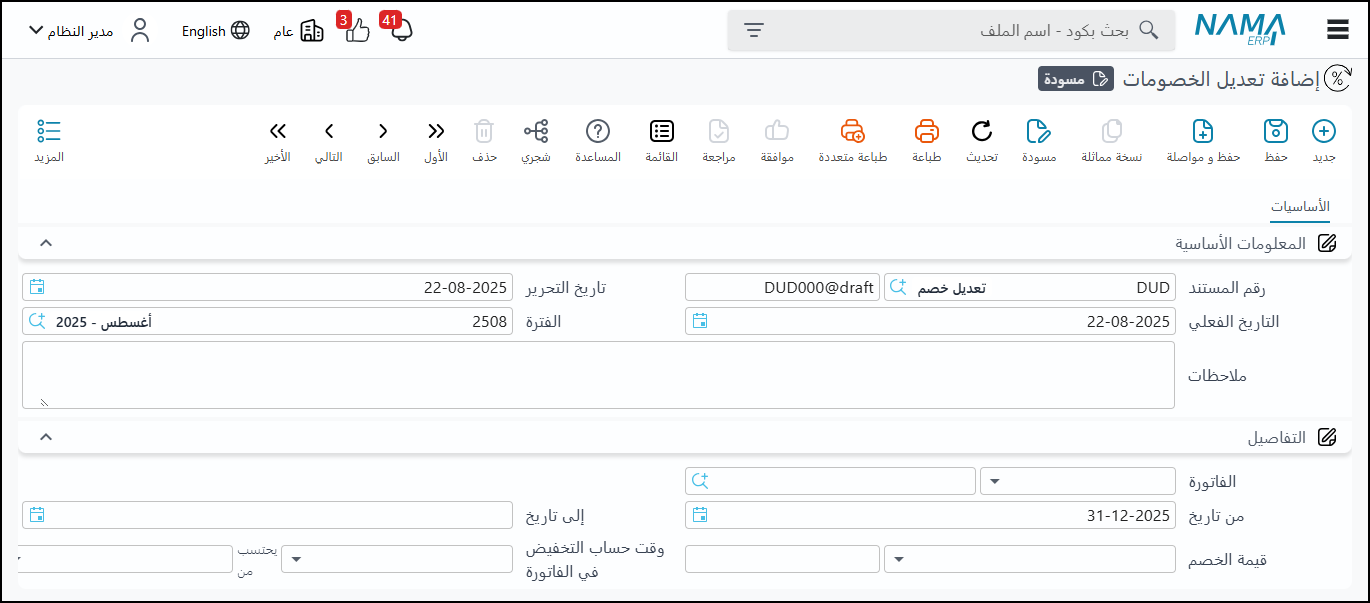 NAMA ERP بحث بكود - اسم الملف 41 3 عام English مدير النظام
إضافة تعديل الخصومات مسودة
جديد حفظ حفظ و مواصلة نسخة مماثلة مسودة تحديث طباعة طباعة متعددة موافقة مراجعة القائمة المساعدة شجري حذف الأول السابق التالي الأخير المزيد
الأساسيات
المعلومات الأساسية
رقم المستند DUD تعديل خصم DUD000@draft تاريخ التحرير 22-08-2025
التاريخ الفعلي 22-08-2025 الفترة 2508 أغسطس - 2025
ملاحظات
التفاصيل
الفاتورة
من تاريخ 31-12-2025 إلى تاريخ
قيمة الخصم وقت حساب التخفيض في الفاتورة يحتسب من